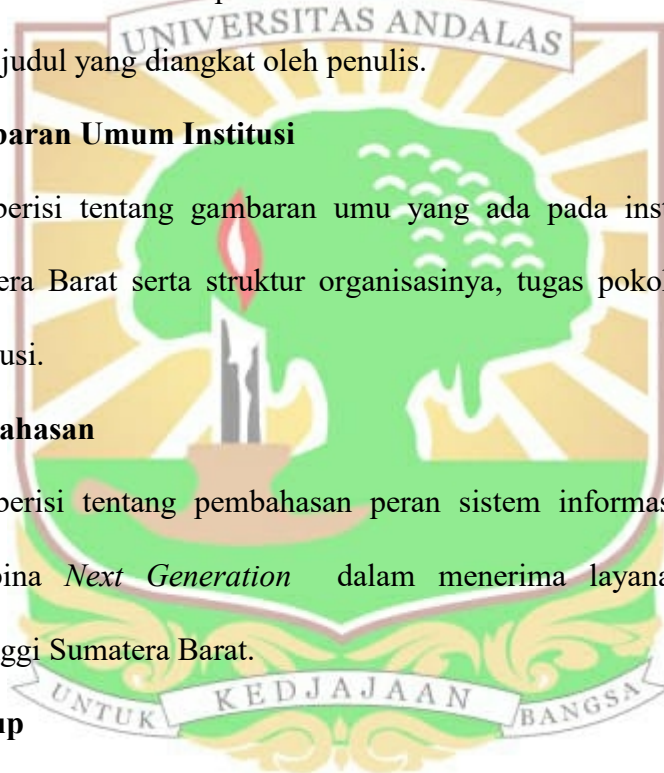 UNIVERSITAS ANDALAS
judul yang diangkat oleh penulis.
baran Umum Institusi
berisi tentang gambaran umu yang ada pada inst
era Barat serta struktur organisasinya, tugas pokok
usi.
ahasan
berisi tentang pembahasan peran sistem informas
bina Next Generation dalam menerima layana
ggi Sumatera Barat.
UNTUK KEDJAJAAN BANGSA
up